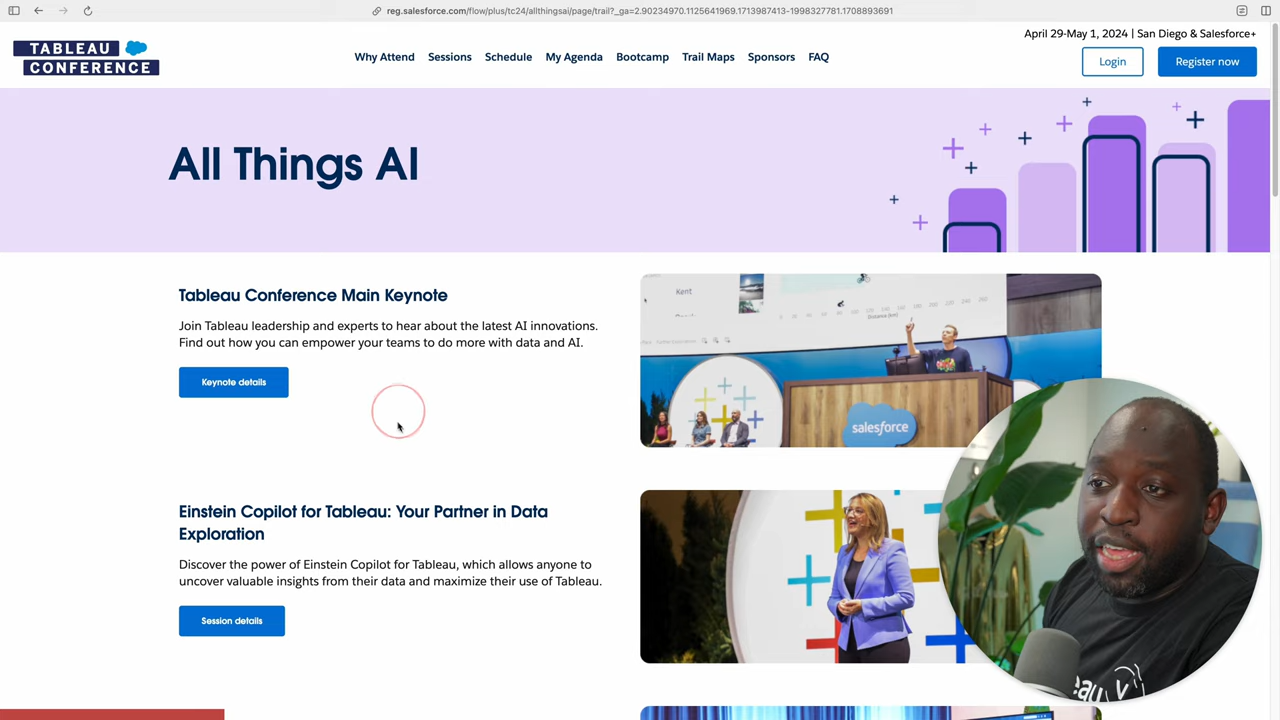 reg.salesforce.com/flow/plus/tc24/allthingsai/page/trail?_ga=2.90234970.1125641969.1713987413-1998327781.1708893691
April 29-May 1, 2024 | San Diego & Salesforce+
TABLEAU
CONFERENCE
Why Attend Sessions Schedule My Agenda Bootcamp Trail Maps Sponsors FAQ
Login Register now
All Things AI
Tableau Conference Main Keynote
Join Tableau leadership and experts to hear about the latest AI innovations.
Find out how you can empower your teams to do more with data and AI.
Keynote details
Kent
Distance (km)
salesforce
Einstein Copilot for Tableau: Your Partner in Data
Exploration
Discover the power of Einstein Copilot for Tableau, which allows anyone to
uncover valuable insights from their data and maximize their use of Tableau.
Session details